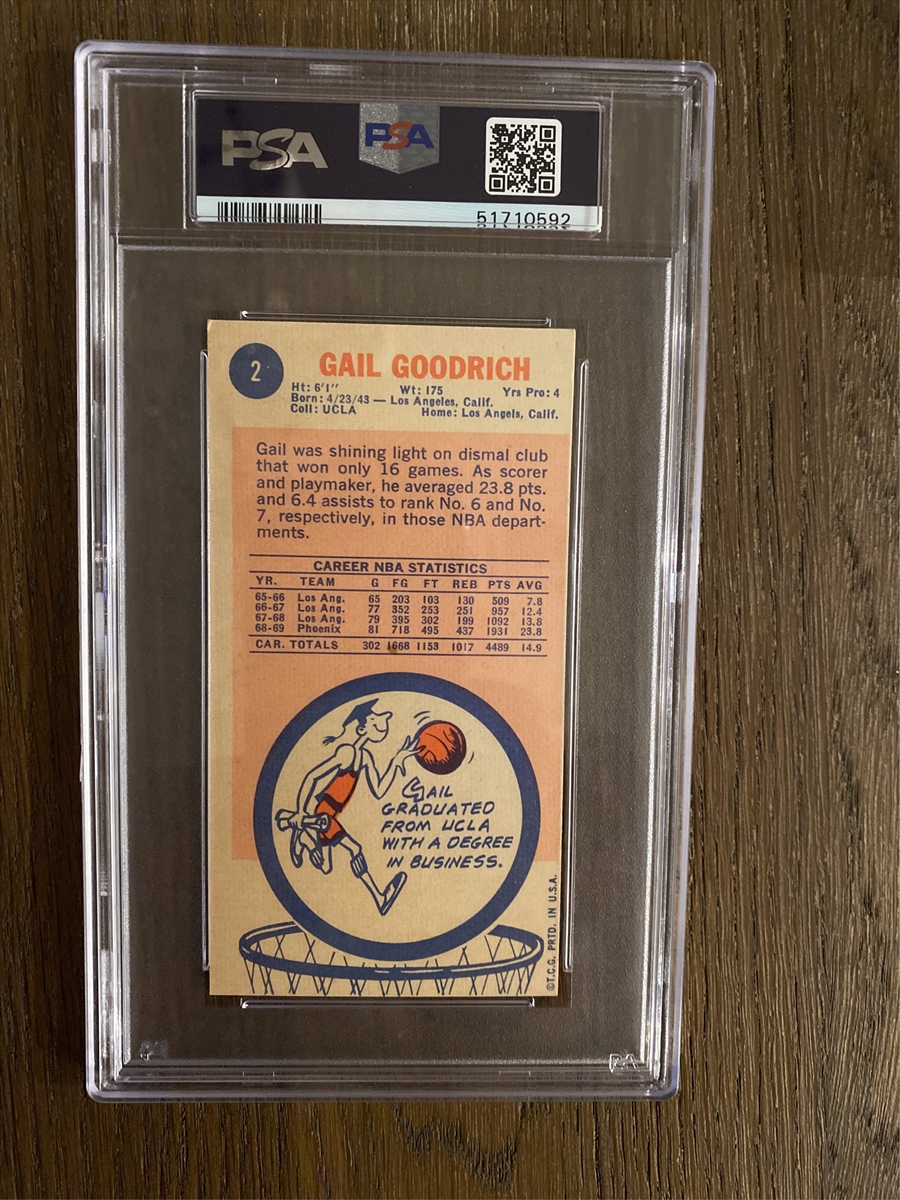 PSA
PSA
51710592
2
GAIL GOODRICH
Ht: 6'1" Wt: 175 Yrs Pro: 4
Born: 4/23/43 — Los Angeles, Calif.
Coll: UCLA Home: Los Angels, Calif.
Gail was shining light on dismal club
that won only 16 games. As scorer
and playmaker, he averaged 23.8 pts.
and 6.4 assists to rank No. 6 and No.
7, respectively, in those NBA depart-
ments.
CAREER NBA STATISTICS
YR. TEAM G FG FT REB PTS AVG
65-66 Los Ang. 65 203 103 130 509 7.8
66-67 Los Ang. 77 352 253 251 957 12.4
67-68 Los Ang. 79 395 302 199 1092 13.8
68-69 Phoenix 81 718 495 437 1931 23.8
CAR. TOTALS 302 1668 1153 1017 4489 14.9
GAIL
GRADUATED
FROM UCLA
WITH A DEGREE
IN BUSINESS.
©T.C.G. PRTD. IN U.S.A.
PSA